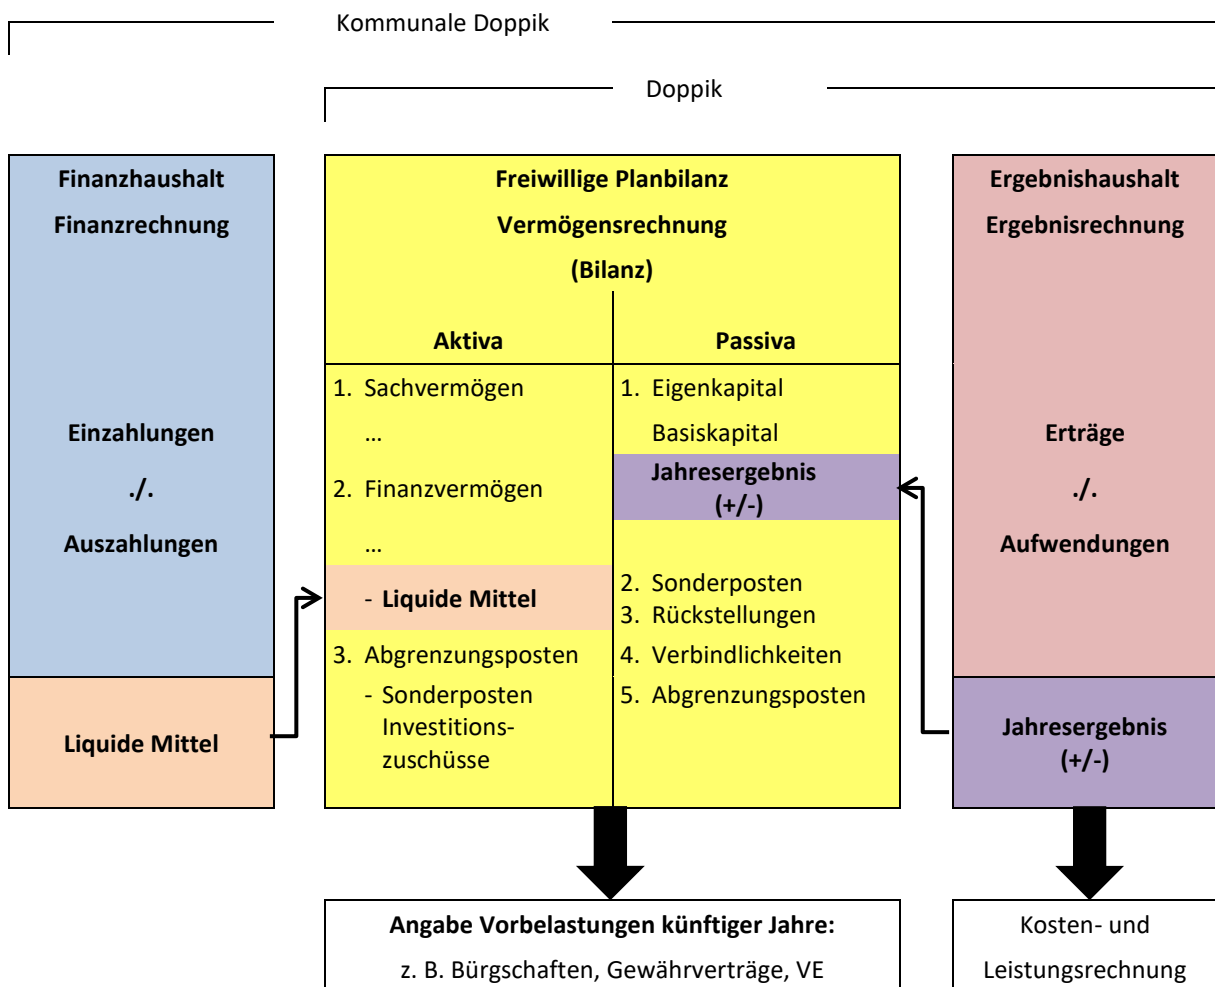 Kommunale Doppik
Doppik
Finanzhaushalt
Finanzrechnung
Einzahlungen
./.
Auszahlungen
Liquide Mittel
Freiwillige Planbilanz
Vermögensrechnung
(Bilanz)
Aktiva
1. Sachvermögen
...
2. Finanzvermögen
...
- Liquide Mittel
3. Abgrenzungsposten
- Sonderposten
Investitions-
zuschüsse
Passiva
1. Eigenkapital
Basiskapital
Jahresergebnis
(+/-)
2. Sonderposten
3. Rückstellungen
4. Verbindlichkeiten
5. Abgrenzungsposten
Ergebnishaushalt
Ergebnisrechnung
Erträge
./.
Aufwendungen
Jahresergebnis
(+/-)
Angabe Vorbelastungen künftiger Jahre:
z. B. Bürgschaften, Gewährverträge, VE
Kosten- und
Leistungsrechnung